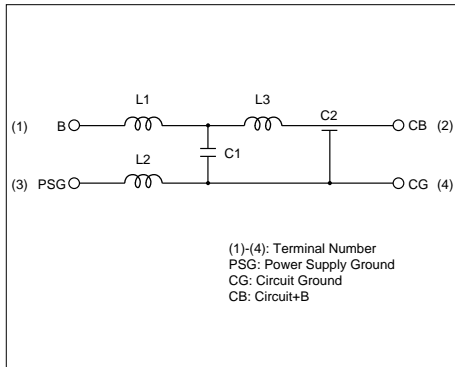 L1 L3 C2
(1) B CB (2)
C1
L2
(3) PSG CG (4)
(1)-(4): Terminal Number
PSG: Power Supply Ground
CG: Circuit Ground
CB: Circuit+B